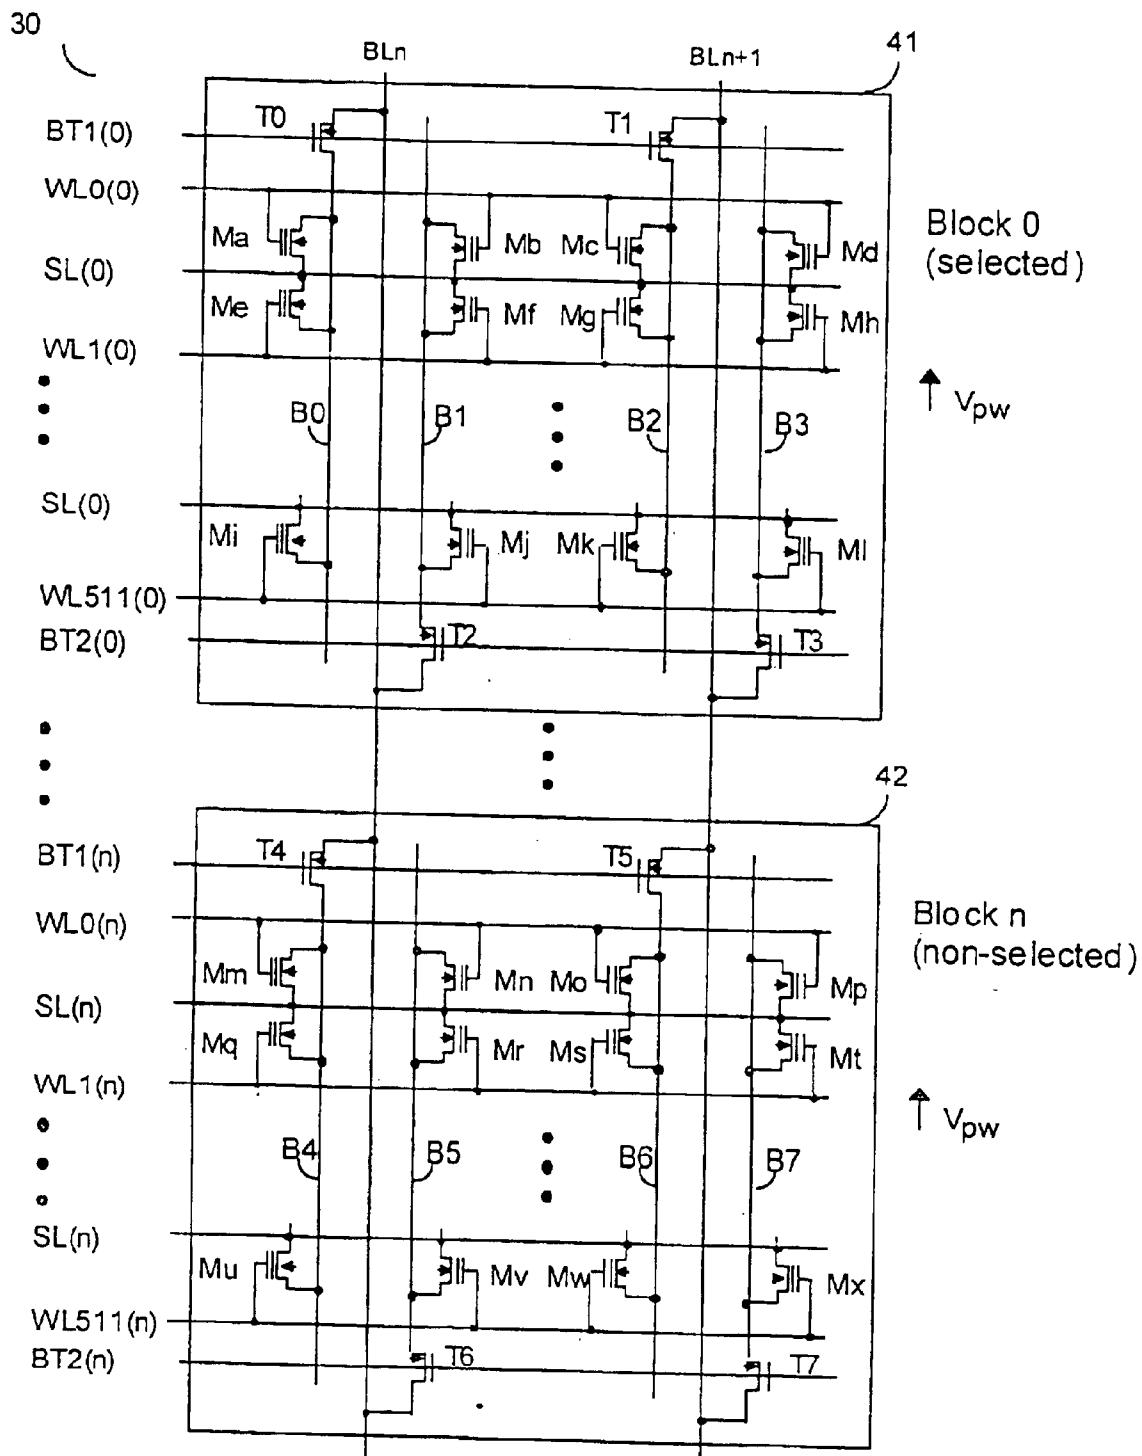 30
BLn
BLn+1
41
BT1(0)
T0
T1
WL0(0)
Block 0
(selected)
Ma
Mb
Mc
Md
SL(0)
Me
Mf
Mg
Mh
WL1(0)
Vpw
B0
B1
B2
B3
SL(0)
Mi
Mj
Mk
Ml
WL511(0)
BT2(0)
T2
T3
42
BT1(n)
T4
T5
WL0(n)
Block n
(non-selected)
Mm
Mn
Mo
Mp
SL(n)
Mq
Mr
Ms
Mt
WL1(n)
Vpw
B4
B5
B6
B7
SL(n)
Mu
Mv
Mw
Mx
WL511(n)
BT2(n)
T6
T7